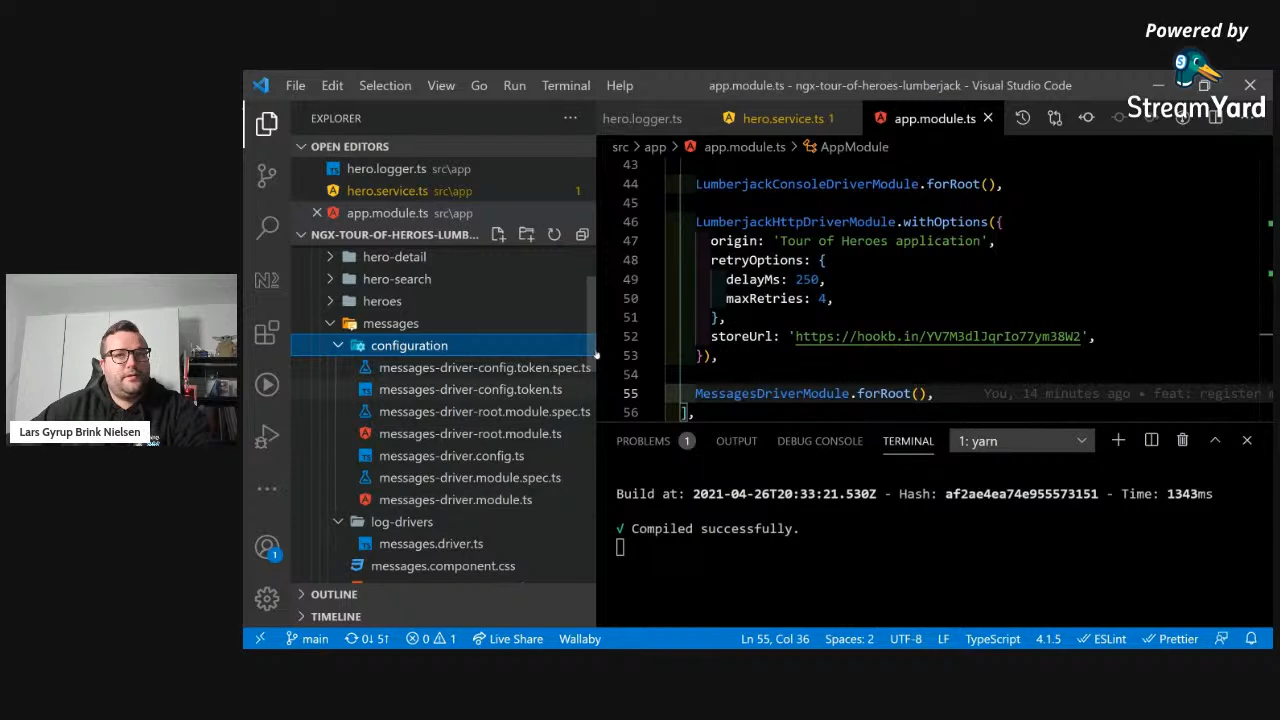 Powered by
StreamYard
File Edit Selection View Go Run Terminal Help
app.module.ts - ngx-tour-of-heroes-lumberjack - Visual Studio Code
EXPLORER
hero.logger.ts
hero.service.ts 1
app.module.ts
OPEN EDITORS
src > app > app.module.ts > AppModule
hero.logger.ts src\app
hero.service.ts src\app 1
app.module.ts src\app
NGX-TOUR-OF-HEROES-LUMB...
hero-detail
hero-search
heroes
messages
configuration
messages-driver-config.token.spec.ts
messages-driver-config.token.ts
messages-driver-root.module.spec.ts
messages-driver-root.module.ts
messages-driver.config.ts
messages-driver.module.spec.ts
messages-driver.module.ts
log-drivers
messages.driver.ts
messages.component.css
OUTLINE
TIMELINE
43
44 LumberjackConsoleDriverModule.forRoot(),
45
46 LumberjackHttpDriverModule.withOptions({
47 origin: 'Tour of Heroes application',
48 retryOptions: {
49 delayMs: 250,
50 maxRetries: 4,
51 },
52 storeUrl: 'https://hookb.in/YV7M3dlJqrIo77ym38W2',
53 }),
54
55 MessagesDriverModule.forRoot(), You, 14 minutes ago • feat: register m
56 ],
PROBLEMS 1 OUTPUT DEBUG CONSOLE TERMINAL 1: yarn
Build at: 2021-04-26T20:33:21.530Z - Hash: af2ae4ea74e955573151 - Time: 1343ms
√ Compiled successfully.
Lars Gyrup Brink Nielsen
1
main 0↓ 5↑ 0 1 Live Share Wallaby Ln 55, Col 36 Spaces: 2 UTF-8 LF TypeScript 4.1.5 ESLint Prettier